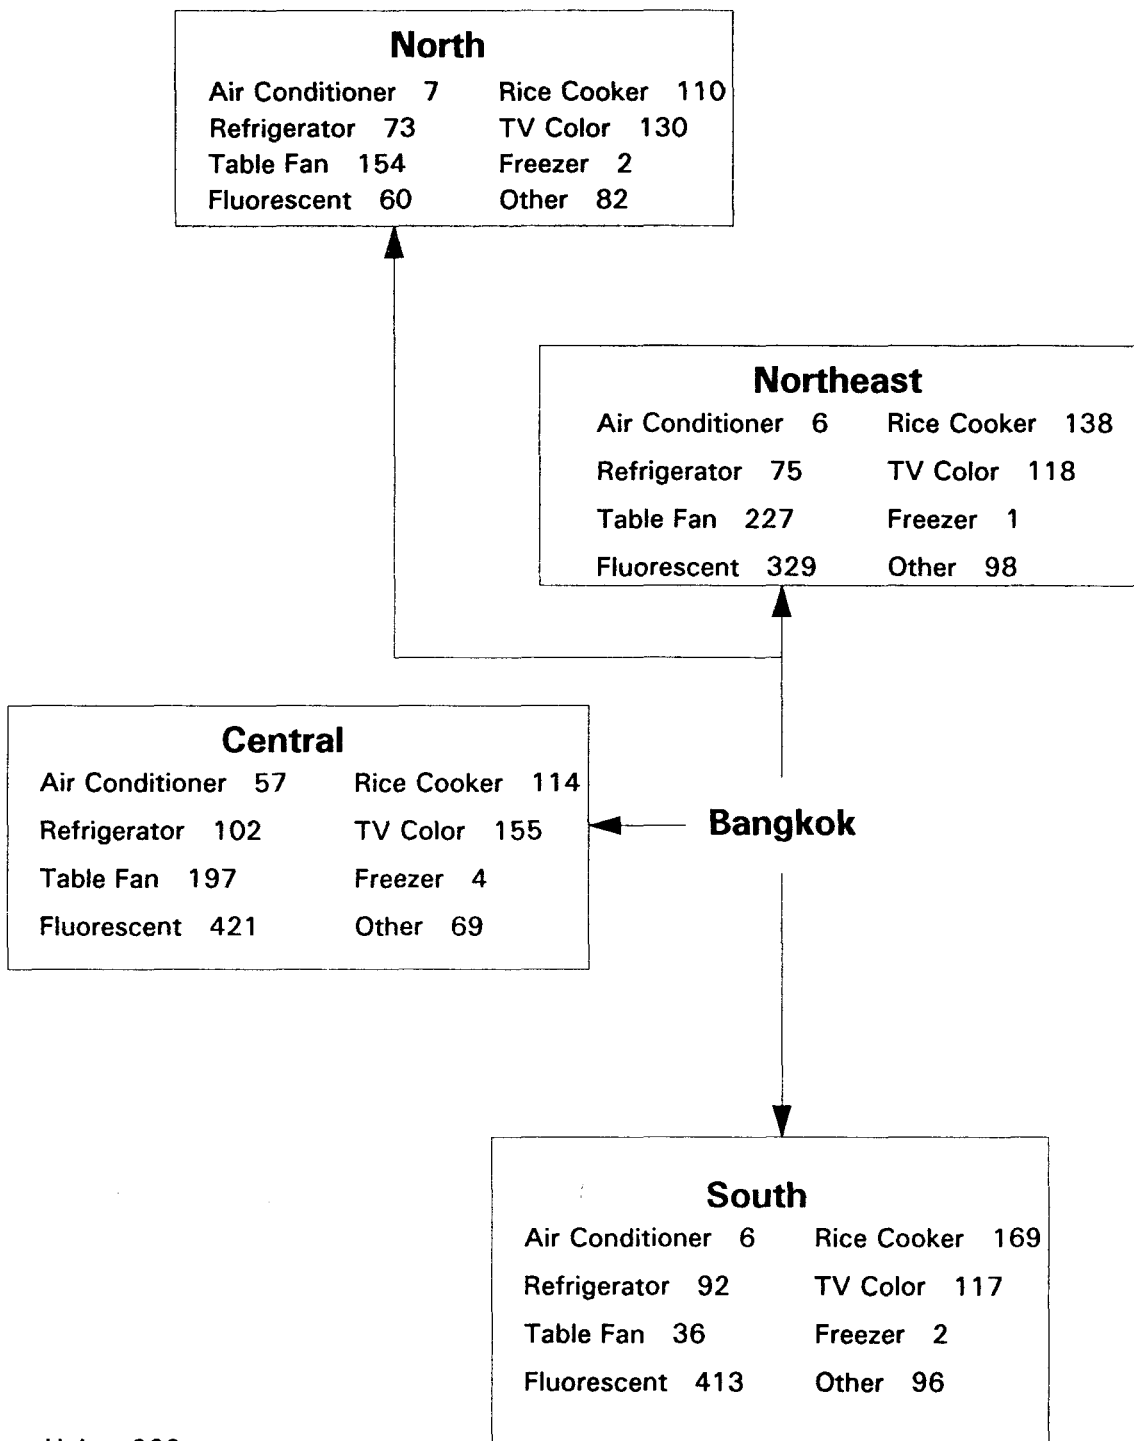 North
Air Conditioner 7 Rice Cooker 110
Refrigerator 73 TV Color 130
Table Fan 154 Freezer 2
Fluorescent 60 Other 82
Northeast
Air Conditioner 6 Rice Cooker 138
Refrigerator 75 TV Color 118
Table Fan 227 Freezer 1
Fluorescent 329 Other 98
Central
Air Conditioner 57 Rice Cooker 114
Refrigerator 102 TV Color 155
Table Fan 197 Freezer 4
Fluorescent 421 Other 69
Bangkok
South
Air Conditioner 6 Rice Cooker 169
Refrigerator 92 TV Color 117
Table Fan 36 Freezer 2
Fluorescent 413 Other 96